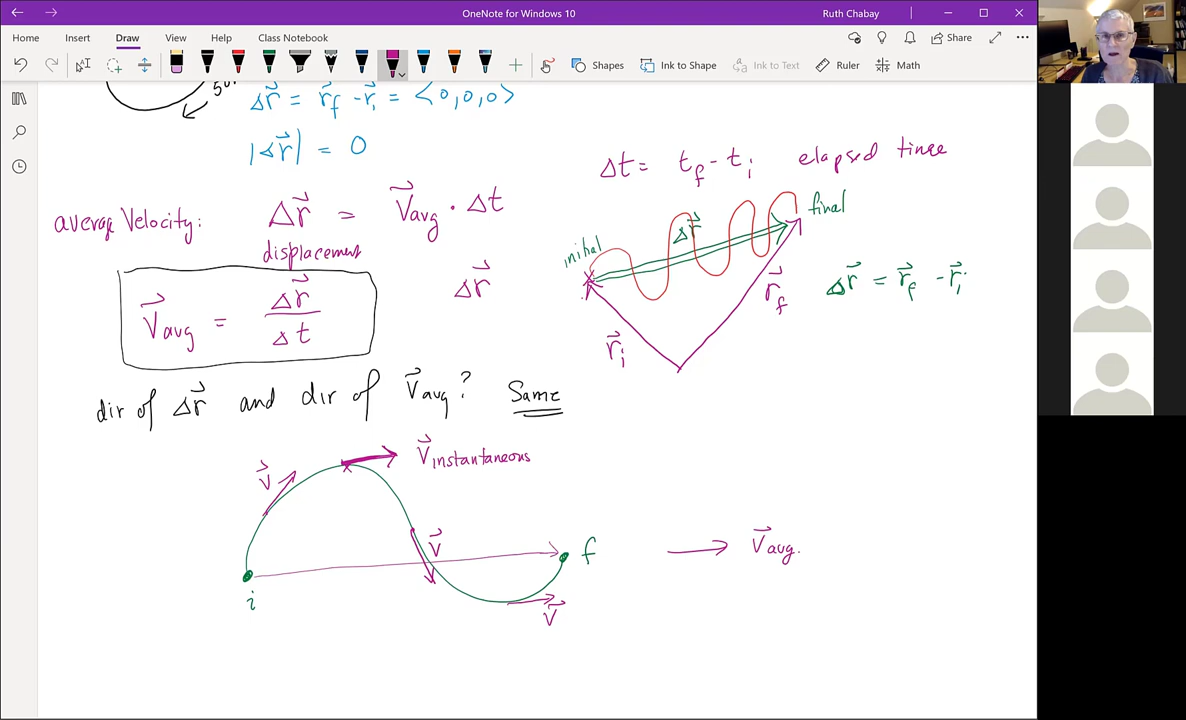 OneNote for Windows 10
Ruth Chabay
Home Insert Draw View Help Class Notebook
Share
Shapes Ink to Shape Ink to Text Ruler Math
50
Δr⃗ = r⃗f - r⃗i = <0,0,0>
|Δr⃗| = 0
Δt = tf - ti elapsed time
average Velocity: Δr⃗ = v⃗avg · Δt
displacement
v⃗avg = Δr⃗ / Δt
Δr⃗
initial
Δr⃗
final
r⃗i
r⃗f
Δr⃗ = r⃗f - r⃗i
dir of Δr⃗ and dir of v⃗avg? Same
v⃗
v⃗instantaneous
v⃗
i
f
v⃗
v⃗avg.